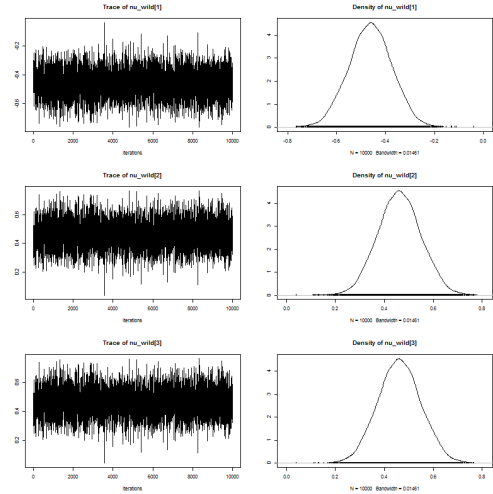 Trace of nu_wild[1]
Density of nu_wild[1]
-0.2
-0.4
-0.6
0 2000 4000 6000 8000 10000
Iterations
4
3
2
1
0
-0.8 -0.6 -0.4 -0.2 0.0
N = 10000 Bandwidth = 0.01461
Trace of nu_wild[2]
Density of nu_wild[2]
0.6
0.4
0.2
0 2000 4000 6000 8000 10000
Iterations
4
3
2
1
0
0.0 0.2 0.4 0.6 0.8
N = 10000 Bandwidth = 0.01461
Trace of nu_wild[3]
Density of nu_wild[3]
0.6
0.4
0.2
0 2000 4000 6000 8000 10000
Iterations
4
3
2
1
0
0.0 0.2 0.4 0.6 0.8
N = 10000 Bandwidth = 0.01461